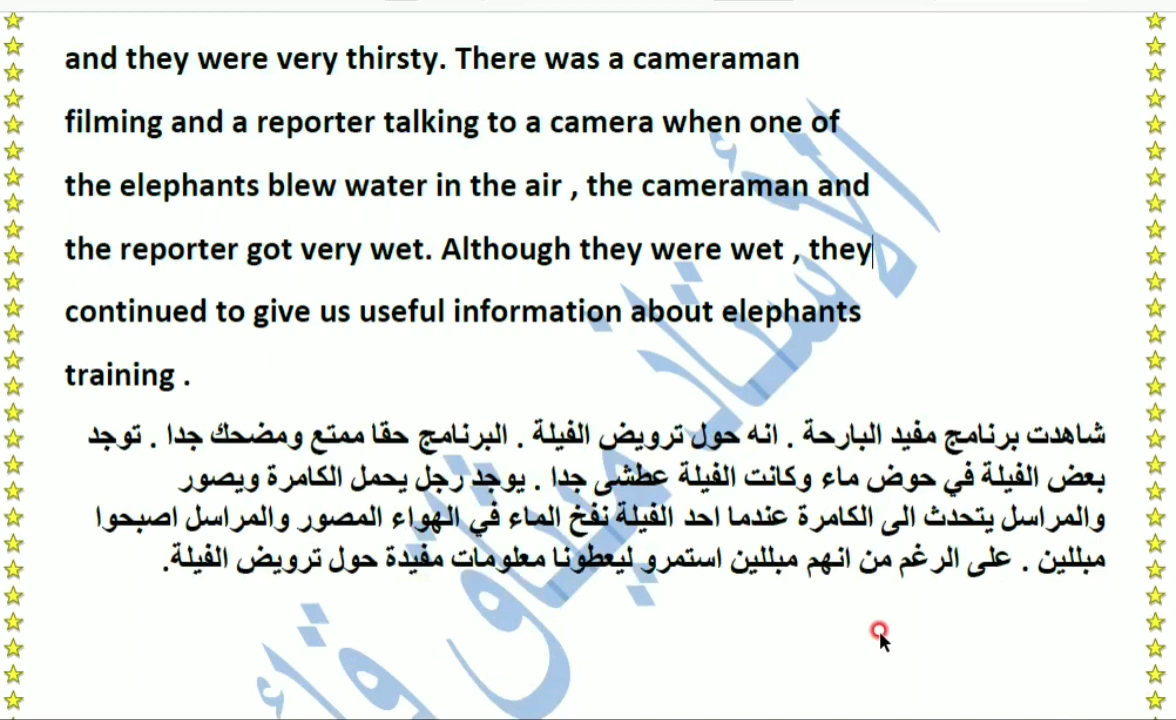 and they were very thirsty. There was a cameraman
filming and a reporter talking to a camera when one of
the elephants blew water in the air , the cameraman and
the reporter got very wet. Although they were wet , they
continued to give us useful information about elephants
training .
شاهدت برنامج مفيد البارحة . انه حول ترويض الفيلة . البرنامج حقا ممتع ومضحك جدا . توجد
بعض الفيلة في حوض ماء وكانت الفيلة عطشى جدا . يوجد رجل يحمل الكامرة ويصور
والمراسل يتحدث الى الكامرة عندما احد الفيلة نفخ الماء في الهواء المصور والمراسل اصبحوا
مبللين . على الرغم من انهم مبللين استمرو ليعطونا معلومات مفيدة حول ترويض الفيلة.
الأستاذ